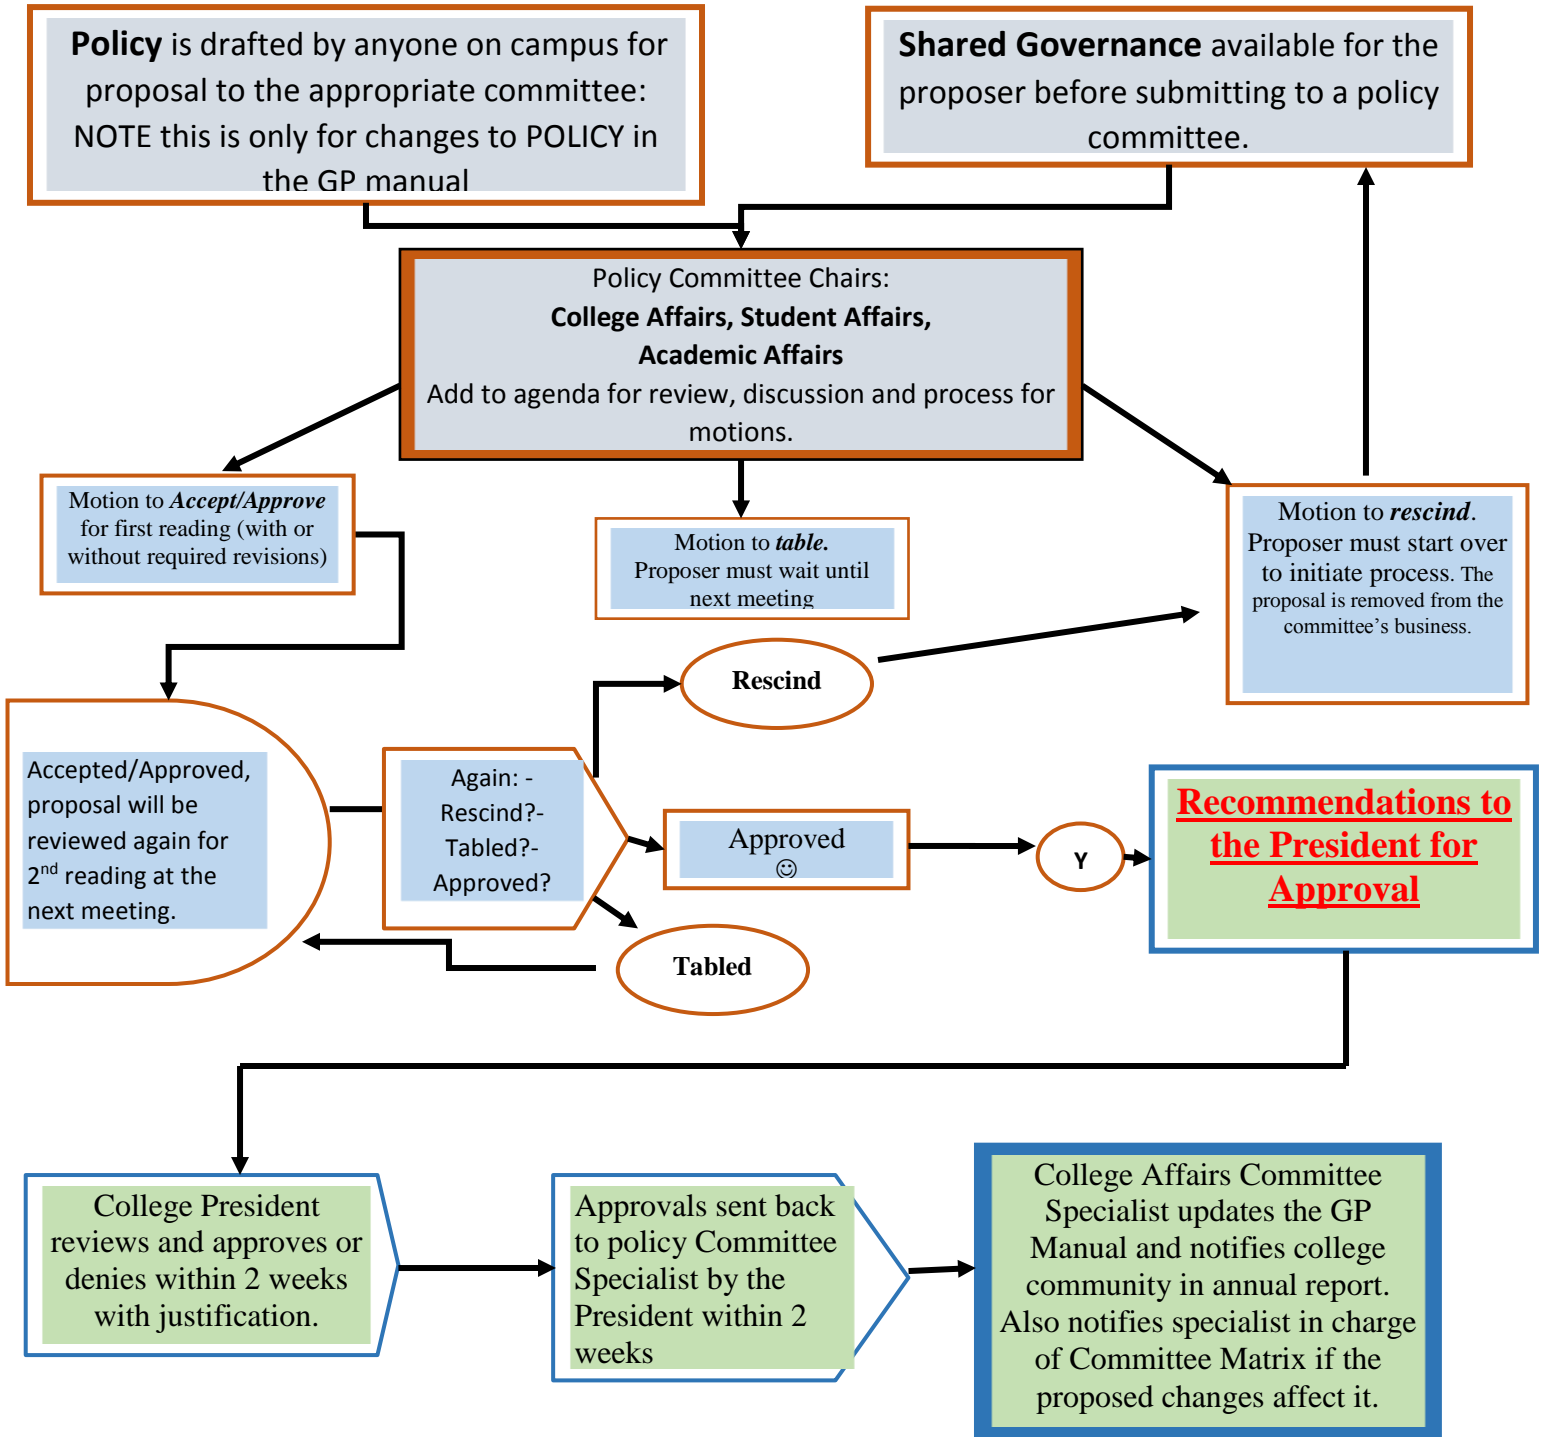 Policy is drafted by anyone on campus for
proposal to the appropriate committee:
NOTE this is only for changes to POLICY in
the GP manual
Shared Governance available for the
proposer before submitting to a policy
committee.
Policy Committee Chairs:
College Affairs, Student Affairs,
Academic Affairs
Add to agenda for review, discussion and process for
motions.
Motion to Accept/Approve
for first reading (with or
without required revisions)
Motion to table.
Proposer must wait until
next meeting
Motion to rescind.
Proposer must start over
to initiate process. The
proposal is removed from the
committee’s business.
Rescind
Accepted/Approved,
proposal will be
reviewed again for
2nd reading at the
next meeting.
Again: -
Rescind?-
Tabled?-
Approved?
Approved
☺
Y
Recommendations to
the President for
Approval
Tabled
College President
reviews and approves or
denies within 2 weeks
with justification.
Approvals sent back
to policy Committee
Specialist by the
President within 2
weeks
College Affairs Committee
Specialist updates the GP
Manual and notifies college
community in annual report.
Also notifies specialist in charge
of Committee Matrix if the
proposed changes affect it.